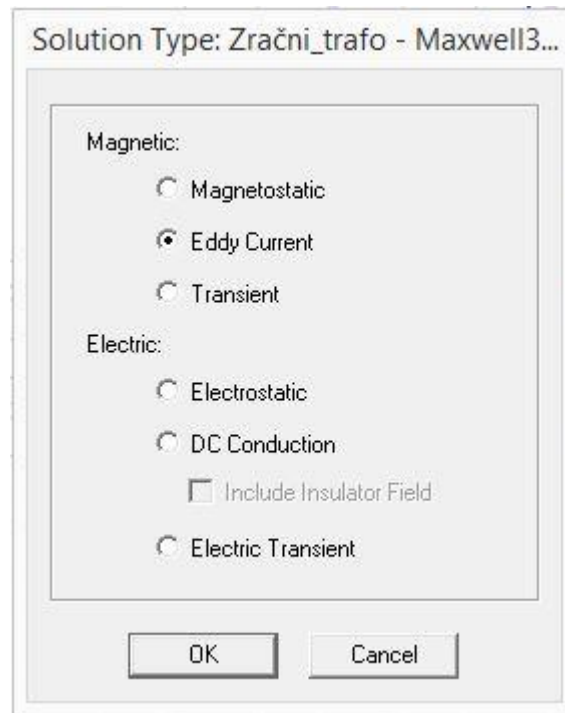 Solution Type: Zračni_trafo - Maxwell3...
Magnetic:
Magnetostatic
Eddy Current
Transient
Electric:
Electrostatic
DC Conduction
Include Insulator Field
Electric Transient
OK Cancel